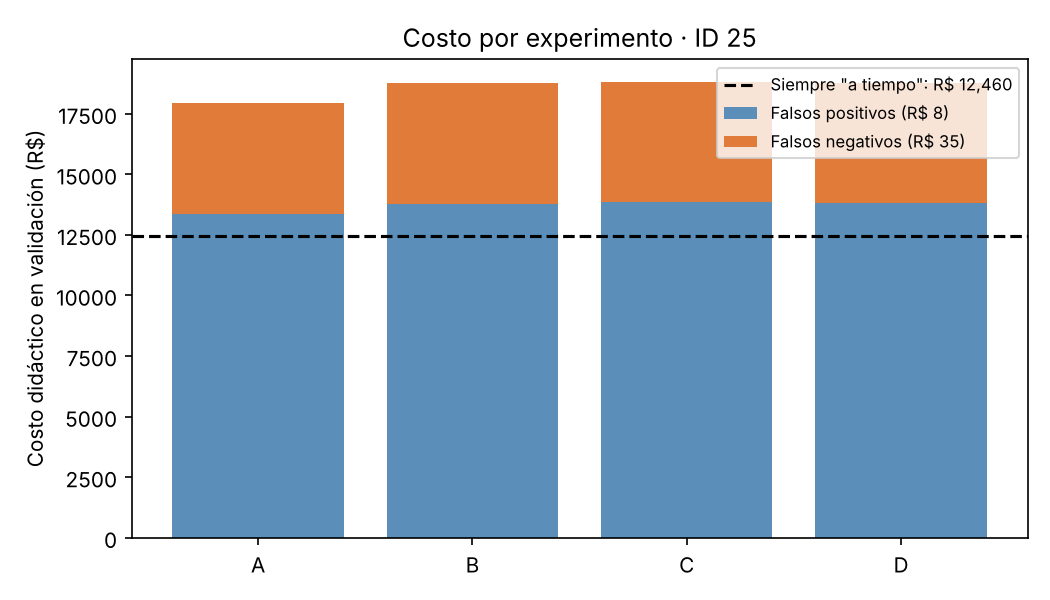 Costo por experimento · ID 25
Siempre "a tiempo": R$ 12,460
Falsos positivos (R$ 8)
Falsos negativos (R$ 35)
Costo didáctico en validación (R$)
17500
15000
12500
10000
7500
5000
2500
0
A B C D